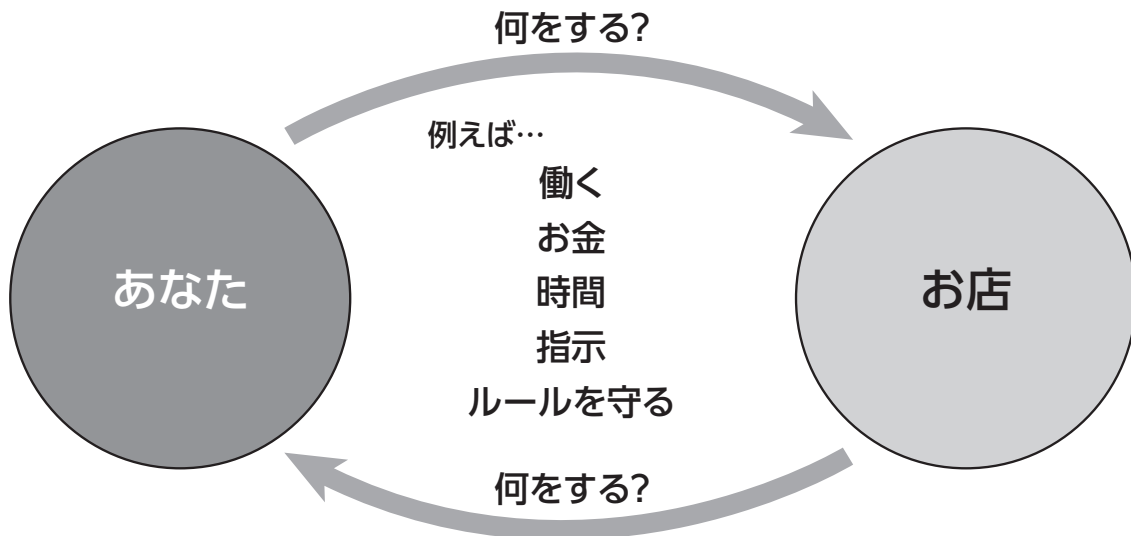 何をする?
例えば…
働く
お金
あなた
時間
お店
指示
ルールを守る
何をする?